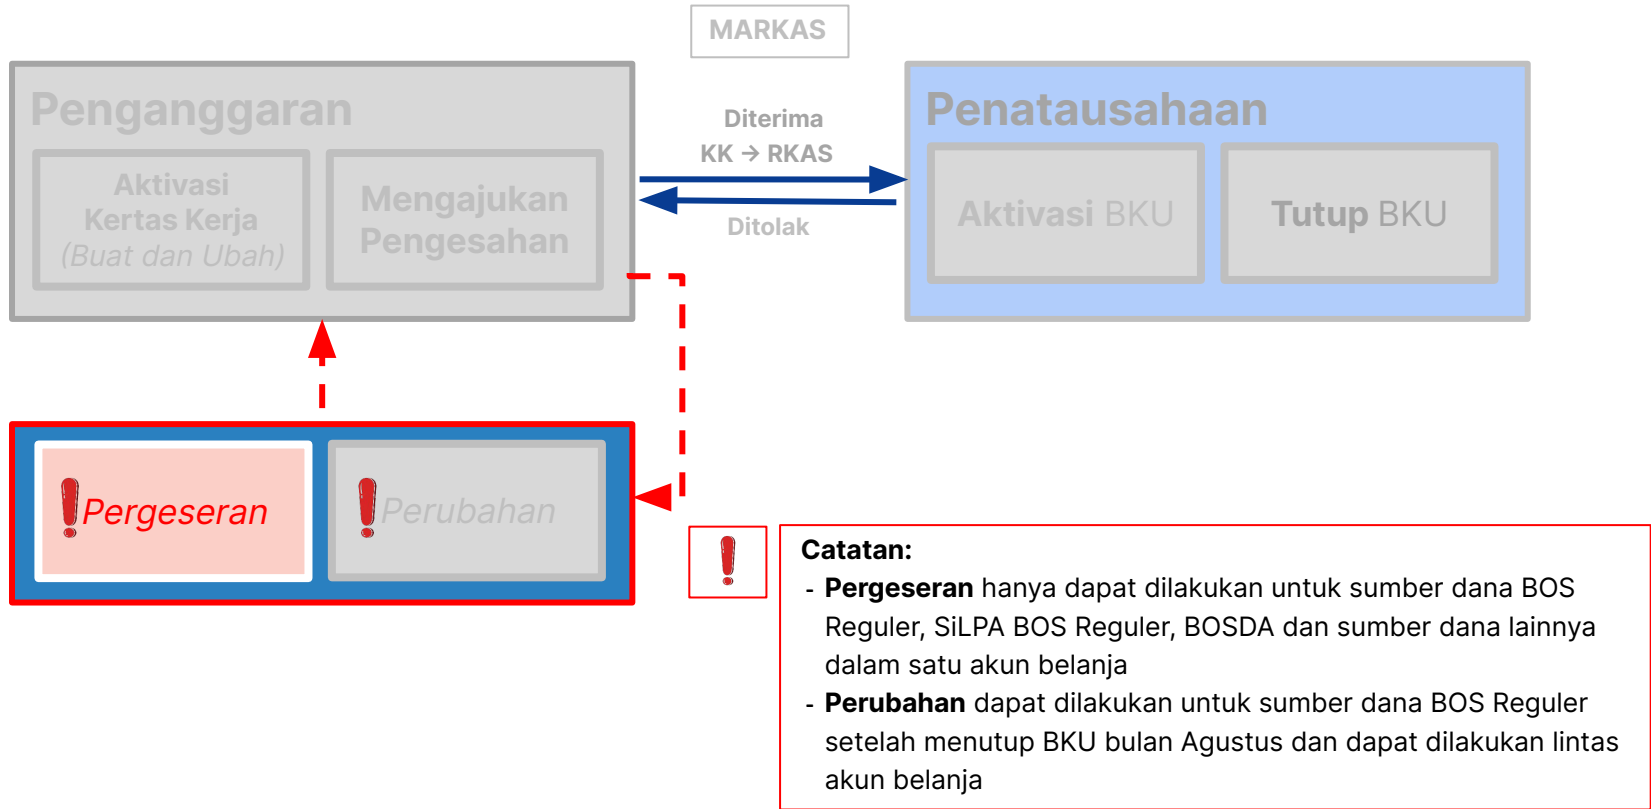 MARKAS
Penganggaran
Aktivasi
Kertas Kerja
(Buat dan Ubah)
Mengajukan
Pengesahan
Diterima
KK → RKAS
Ditolak
Penatausahaan
Aktivasi BKU
Tutup BKU
Pergeseran
Perubahan
Catatan:
- Pergeseran hanya dapat dilakukan untuk sumber dana BOS
Reguler, SiLPA BOS Reguler, BOSDA dan sumber dana lainnya
dalam satu akun belanja
- Perubahan dapat dilakukan untuk sumber dana BOS Reguler
setelah menutup BKU bulan Agustus dan dapat dilakukan lintas
akun belanja